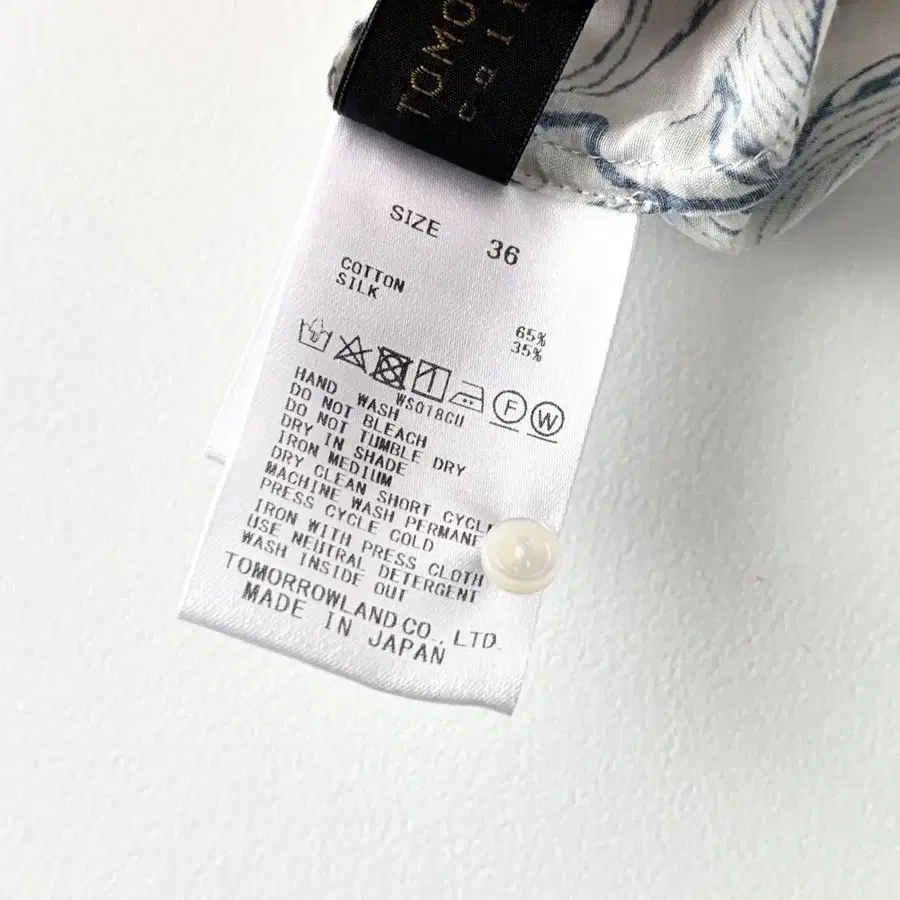 TOMO
SIZE 36
COTTON 65%
SILK 35%
F W
WS018CU
HAND WASH
DO NOT BLEACH
DO NOT TUMBLE DRY
DRY IN SHADE
IRON MEDIUM
DRY CLEAN SHORT CYCL
MACHINE WASH PERMANE
PRESS CYCLE COLD
IRON WITH PRESS CLOTH
USE NEUTRAL DETERGENT
WASH INSIDE OUT
TOMORROWLAND CO., LTD.
MADE IN JAPAN